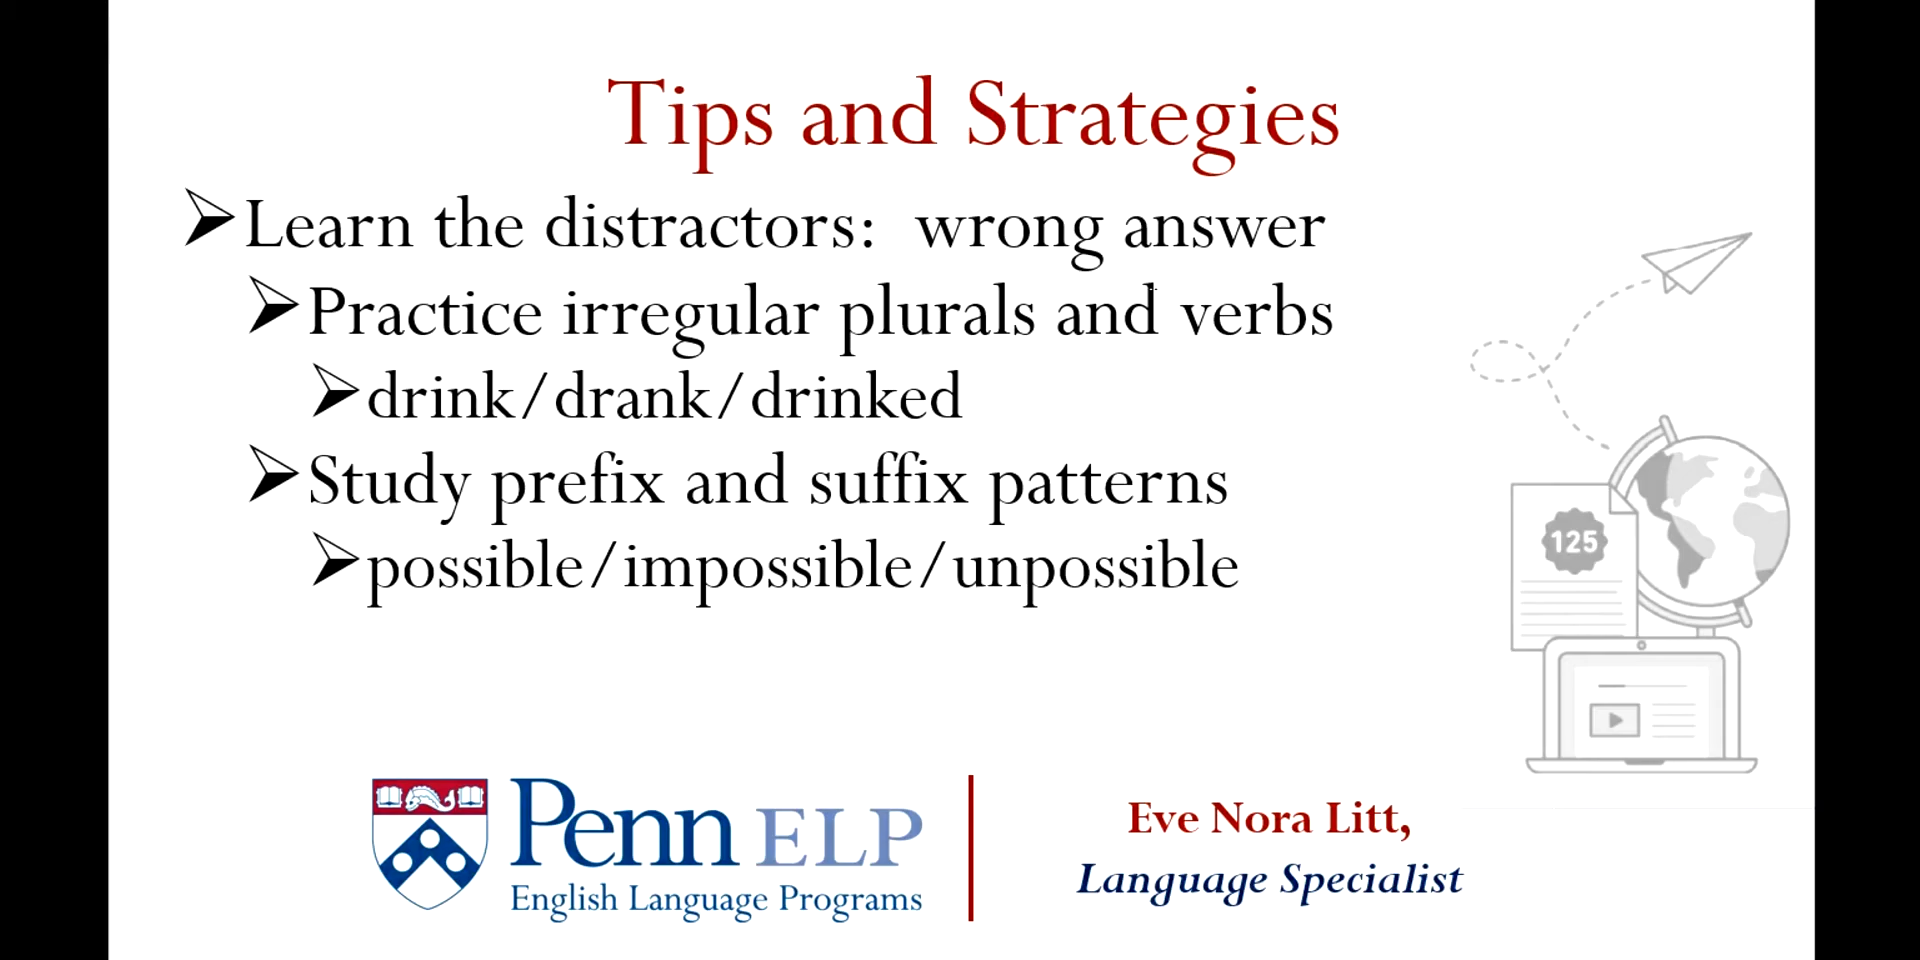 Tips and Strategies
➢Learn the distractors: wrong answer
➢Practice irregular plurals and verbs
➢drink/drank/drinked
➢Study prefix and suffix patterns
➢possible/impossible/unpossible
125
Penn ELP
English Language Programs
Eve Nora Litt,
Language Specialist